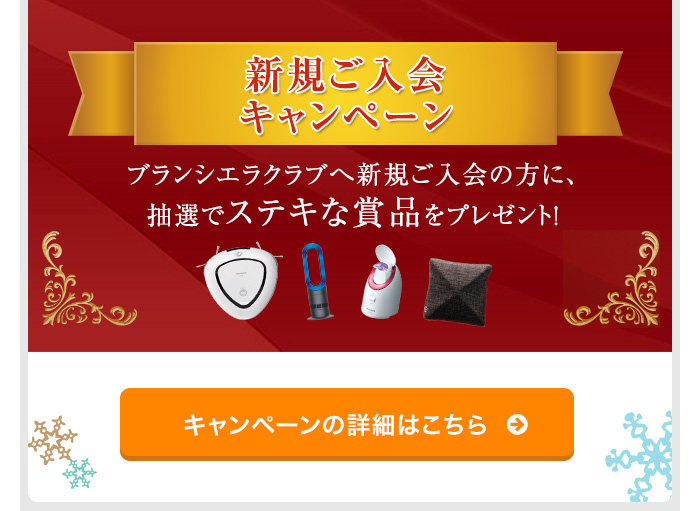 新規ご入会
キャンペーン
ブランシエラクラブへ新規ご入会の方に、
抽選でステキな賞品をプレゼント!
キャンペーンの詳細はこちら